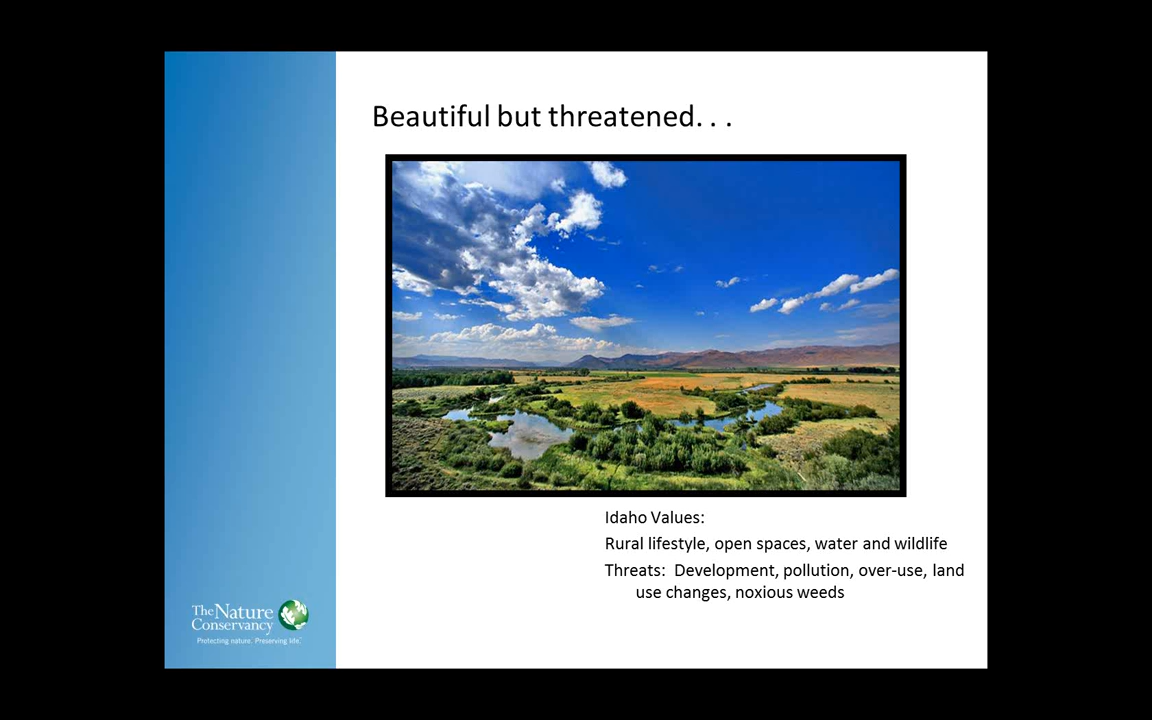 Beautiful but threatened. . .
Idaho Values:
Rural lifestyle, open spaces, water and wildlife
Threats:  Development, pollution, over-use, land
use changes, noxious weeds
The Nature
Conservancy
Protecting nature. Preserving life.™